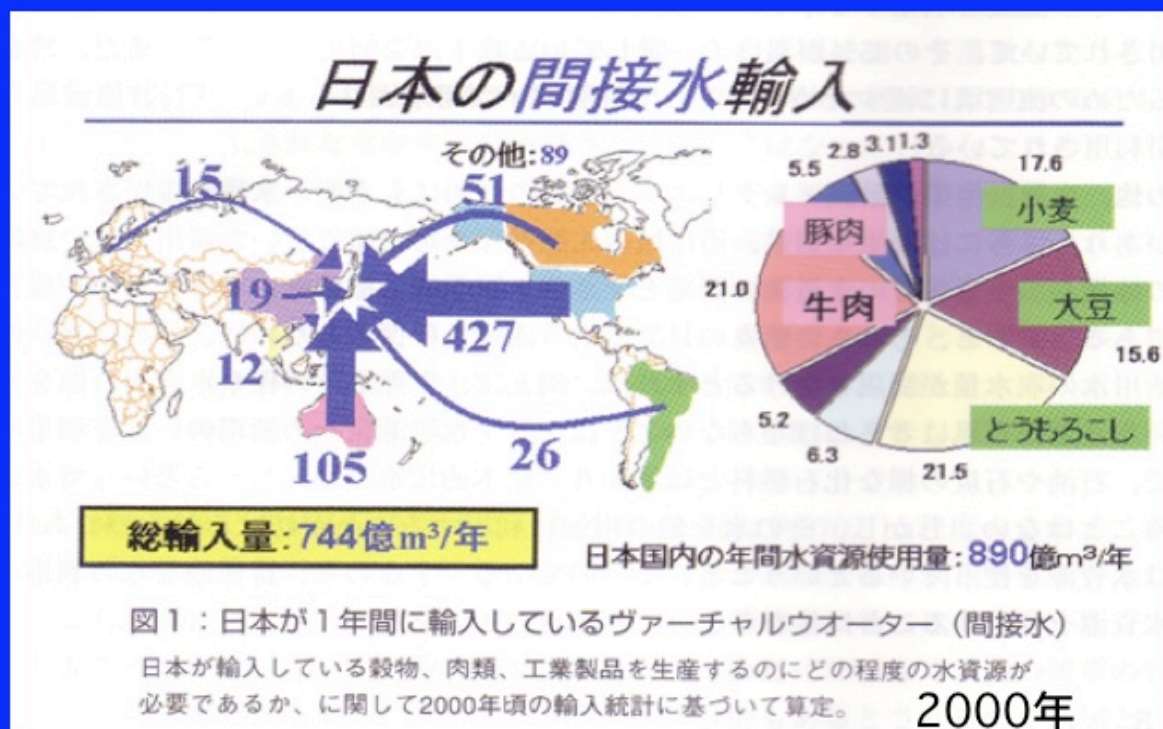 日本の間接水輸入
その他:89
15
51
19
427
12
105
26
1.3
3.1
2.8
5.5
17.6
小麦
豚肉
21.0
牛肉
大豆
15.6
5.2
とうもろこし
6.3
21.5
総輸入量:744億m³/年
日本国内の年間水資源使用量:890億m³/年
図1:日本が1年間に輸入しているヴァーチャルウオーター(間接水)
日本が輸入している穀物、肉類、工業製品を生産するのにどの程度の水資源が
必要であるか、に関して2000年頃の輸入統計に基づいて算定。
2000年